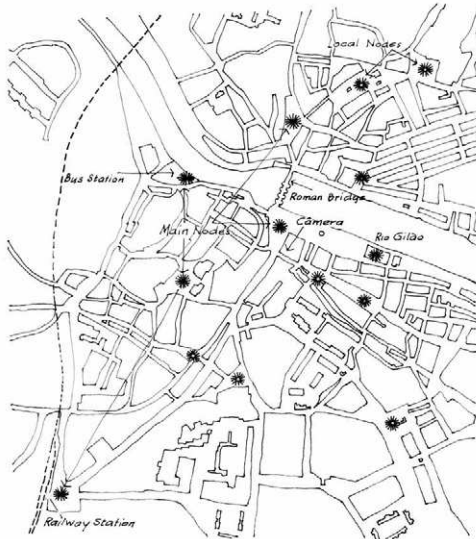 Local Nodes
Bus Station
Roman Bridge
Main Nodes
Câmera
Rio Gilão
Railway Station